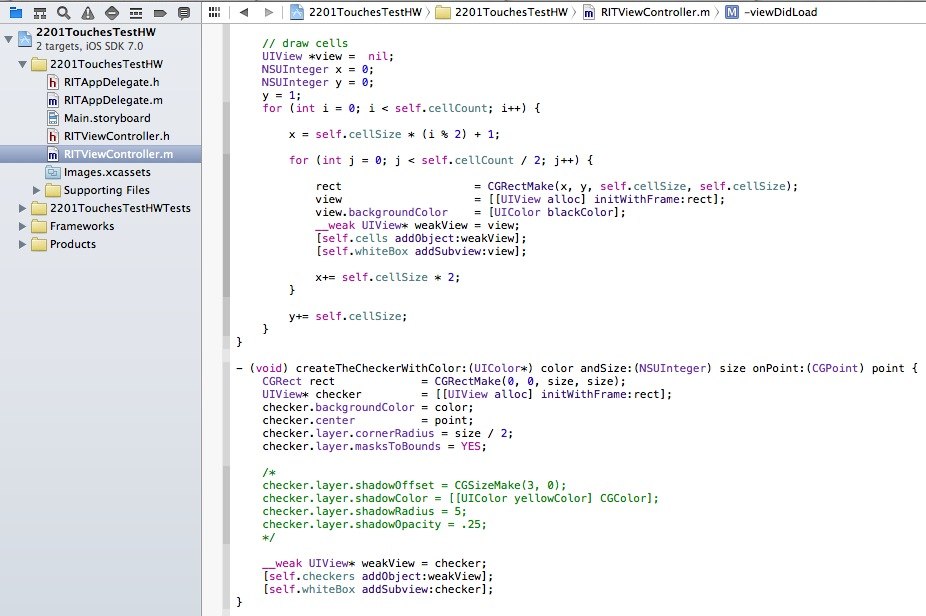 2201TouchesTestHW
2201TouchesTestHW
RITViewController.m
M
-viewDidLoad
2201TouchesTestHW
2 targets, iOS SDK 7.0
2201TouchesTestHW
h RITAppDelegate.h
m RITAppDelegate.m
Main.storyboard
h RITViewController.h
m RITViewController.m
Images.xcassets
Supporting Files
2201TouchesTestHWTests
Frameworks
Products
// draw cells
UIView *view =  nil;
NSUInteger x = 0;
NSUInteger y = 0;
y = 1;
for (int i = 0; i < self.cellCount; i++) {
x = self.cellSize * (i % 2) + 1;
for (int j = 0; j < self.cellCount / 2; j++) {
rect = CGRectMake(x, y, self.cellSize, self.cellSize);
view = [[UIView alloc] initWithFrame:rect];
view.backgroundColor = [UIColor blackColor];
__weak UIView* weakView = view;
[self.cells addObject:weakView];
[self.whiteBox addSubview:view];
x+= self.cellSize * 2;
}
y+= self.cellSize;
}
}
- (void) createTheCheckerWithColor:(UIColor*) color andSize:(NSUInteger) size onPoint:(CGPoint) point {
CGRect rect = CGRectMake(0, 0, size, size);
UIView* checker = [[UIView alloc] initWithFrame:rect];
checker.backgroundColor = color;
checker.center = point;
checker.layer.cornerRadius = size / 2;
checker.layer.masksToBounds = YES;
/*
checker.layer.shadowOffset = CGSizeMake(3, 0);
checker.layer.shadowColor = [[UIColor yellowColor] CGColor];
checker.layer.shadowRadius = 5;
checker.layer.shadowOpacity = .25;
*/
__weak UIView* weakView = checker;
[self.checkers addObject:weakView];
[self.whiteBox addSubview:checker];
}